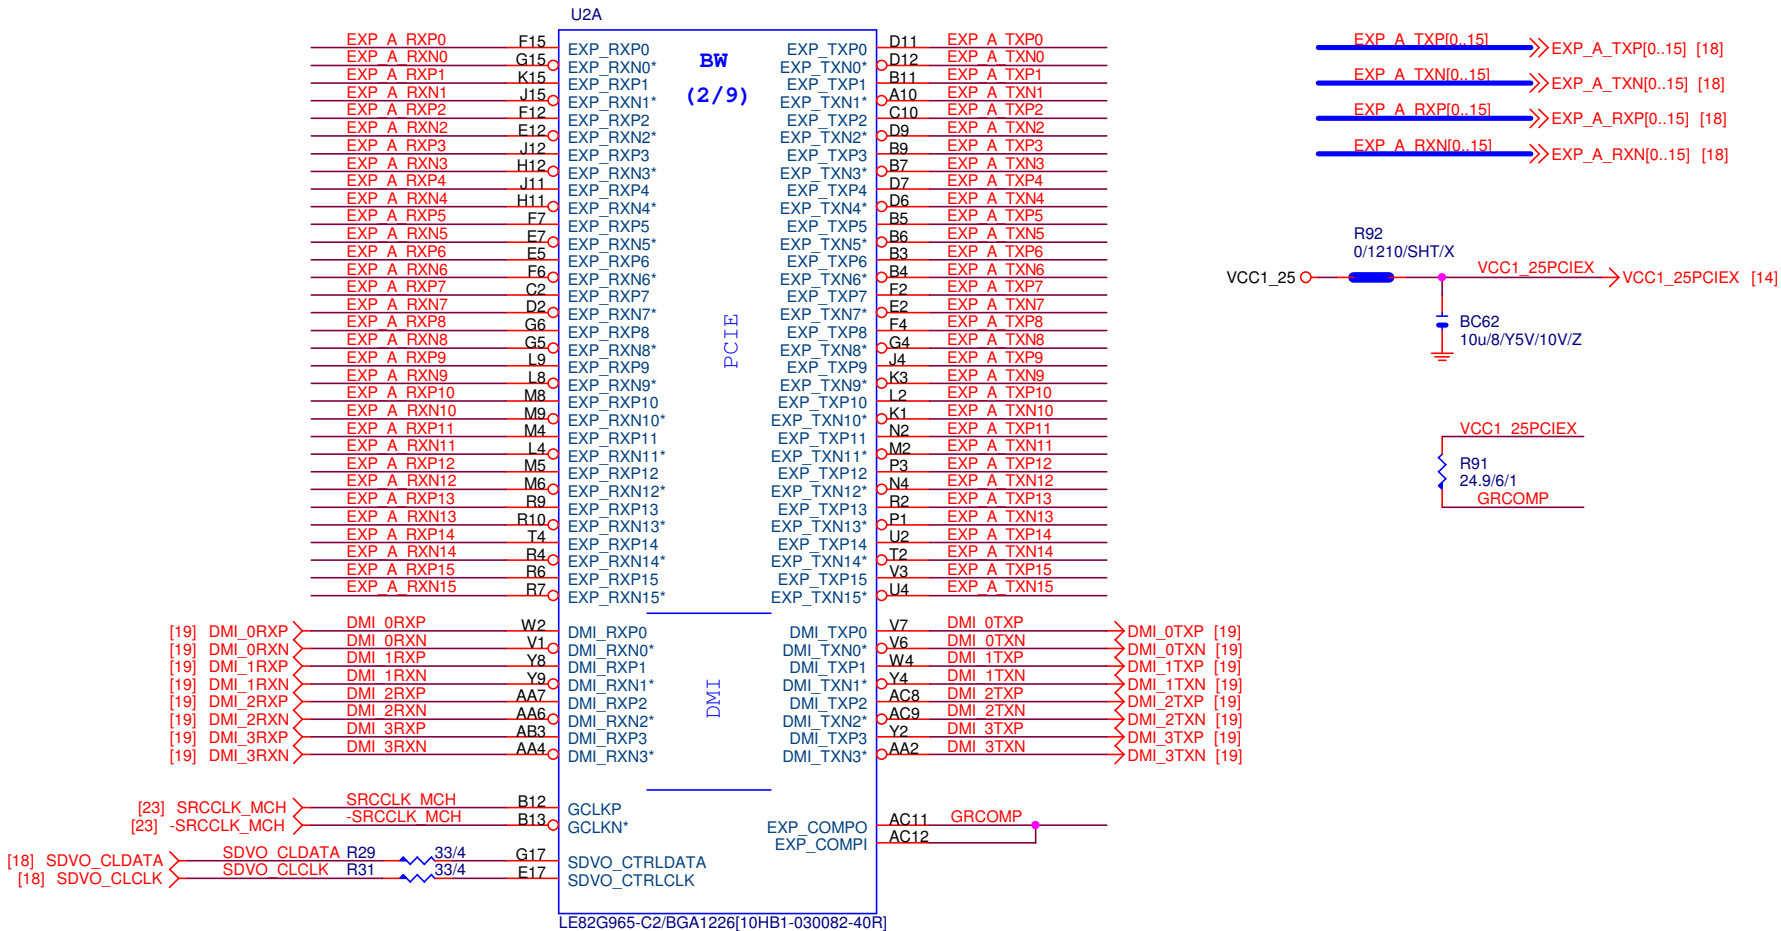 U2A
EXP_A_RXP0 F15 EXP_RXP0 EXP_TXP0 D11 EXP_A_TXP0
EXP_A_RXN0 G15 EXP_RXN0* EXP_TXN0* D12 EXP_A_TXN0
EXP_A_RXP1 K15 EXP_RXP1 EXP_TXP1 B11 EXP_A_TXP1
EXP_A_RXN1 J15 EXP_RXN1* EXP_TXN1* A10 EXP_A_TXN1
EXP_A_RXP2 F12 EXP_RXP2 EXP_TXP2 C10 EXP_A_TXP2
EXP_A_RXN2 E12 EXP_RXN2* EXP_TXN2* D9 EXP_A_TXN2
EXP_A_RXP3 J12 EXP_RXP3 EXP_TXP3 B9 EXP_A_TXP3
EXP_A_RXN3 H12 EXP_RXN3* EXP_TXN3* B7 EXP_A_TXN3
EXP_A_RXP4 J11 EXP_RXP4 EXP_TXP4 D7 EXP_A_TXP4
EXP_A_RXN4 H11 EXP_RXN4* EXP_TXN4* D6 EXP_A_TXN4
EXP_A_RXP5 F7 EXP_RXP5 EXP_TXP5 B5 EXP_A_TXP5
EXP_A_RXN5 E7 EXP_RXN5* EXP_TXN5* B6 EXP_A_TXN5
EXP_A_RXP6 E5 EXP_RXP6 EXP_TXP6 B3 EXP_A_TXP6
EXP_A_RXN6 F6 EXP_RXN6* EXP_TXN6* B4 EXP_A_TXN6
EXP_A_RXP7 C2 EXP_RXP7 EXP_TXP7 F2 EXP_A_TXP7
EXP_A_RXN7 D2 EXP_RXN7* EXP_TXN7* E2 EXP_A_TXN7
EXP_A_RXP8 G6 EXP_RXP8 EXP_TXP8 F4 EXP_A_TXP8
EXP_A_RXN8 G5 EXP_RXN8* EXP_TXN8* G4 EXP_A_TXN8
EXP_A_RXP9 L9 EXP_RXP9 EXP_TXP9 J4 EXP_A_TXP9
EXP_A_RXN9 L8 EXP_RXN9* EXP_TXN9* K3 EXP_A_TXN9
EXP_A_RXP10 M8 EXP_RXP10 EXP_TXP10 L2 EXP_A_TXP10
EXP_A_RXN10 M9 EXP_RXN10* EXP_TXN10* K1 EXP_A_TXN10
EXP_A_RXP11 M4 EXP_RXP11 EXP_TXP11 N2 EXP_A_TXP11
EXP_A_RXN11 L4 EXP_RXN11* EXP_TXN11* M2 EXP_A_TXN11
EXP_A_RXP12 M5 EXP_RXP12 EXP_TXP12 P3 EXP_A_TXP12
EXP_A_RXN12 M6 EXP_RXN12* EXP_TXN12* N4 EXP_A_TXN12
EXP_A_RXP13 R9 EXP_RXP13 EXP_TXP13 R2 EXP_A_TXP13
EXP_A_RXN13 R10 EXP_RXN13* EXP_TXN13* P1 EXP_A_TXN13
EXP_A_RXP14 T4 EXP_RXP14 EXP_TXP14 U2 EXP_A_TXP14
EXP_A_RXN14 R4 EXP_RXN14* EXP_TXN14* T2 EXP_A_TXN14
EXP_A_RXP15 R6 EXP_RXP15 EXP_TXP15 V3 EXP_A_TXP15
EXP_A_RXN15 R7 EXP_RXN15* EXP_TXN15* U4 EXP_A_TXN15
BW
(2/9)
PCIE
[19] DMI_0RXP DMI_0RXP W2 DMI_RXP0 DMI_TXP0 V7 DMI_0TXP DMI_0TXP [19]
[19] DMI_0RXN DMI_0RXN V1 DMI_RXN0* DMI_TXN0* V6 DMI_0TXN DMI_0TXN [19]
[19] DMI_1RXP DMI_1RXP Y8 DMI_RXP1 DMI_TXP1 W4 DMI_1TXP DMI_1TXP [19]
[19] DMI_1RXN DMI_1RXN Y9 DMI_RXN1* DMI_TXN1* Y4 DMI_1TXN DMI_1TXN [19]
[19] DMI_2RXP DMI_2RXP AA7 DMI_RXP2 DMI_TXP2 AC8 DMI_2TXP DMI_2TXP [19]
[19] DMI_2RXN DMI_2RXN AA6 DMI_RXN2* DMI_TXN2* AC9 DMI_2TXN DMI_2TXN [19]
[19] DMI_3RXP DMI_3RXP AB3 DMI_RXP3 DMI_TXP3 Y2 DMI_3TXP DMI_3TXP [19]
[19] DMI_3RXN DMI_3RXN AA4 DMI_RXN3* DMI_TXN3* AA2 DMI_3TXN DMI_3TXN [19]
DMI
[23] SRCCLK_MCH SRCCLK_MCH B12 GCLKP
[23] -SRCCLK_MCH -SRCCLK_MCH B13 GCLKN*
EXP_COMPO AC11 GRCOMP
EXP_COMPI AC12
[18] SDVO_CLDATA SDVO_CLDATA R29 33/4 G17 SDVO_CTRLDATA
[18] SDVO_CLCLK SDVO_CLCLK R31 33/4 E17 SDVO_CTRLCLK
LE82G965-C2/BGA1226[10HB1-030082-40R]
EXP_A_TXP[0..15] EXP_A_TXP[0..15] [18]
EXP_A_TXN[0..15] EXP_A_TXN[0..15] [18]
EXP_A_RXP[0..15] EXP_A_RXP[0..15] [18]
EXP_A_RXN[0..15] EXP_A_RXN[0..15] [18]
R92
0/1210/SHT/X
VCC1_25 VCC1_25PCIEX VCC1_25PCIEX [14]
BC62
10u/8/Y5V/10V/Z
VCC1_25PCIEX
R91
24.9/6/1
GRCOMP